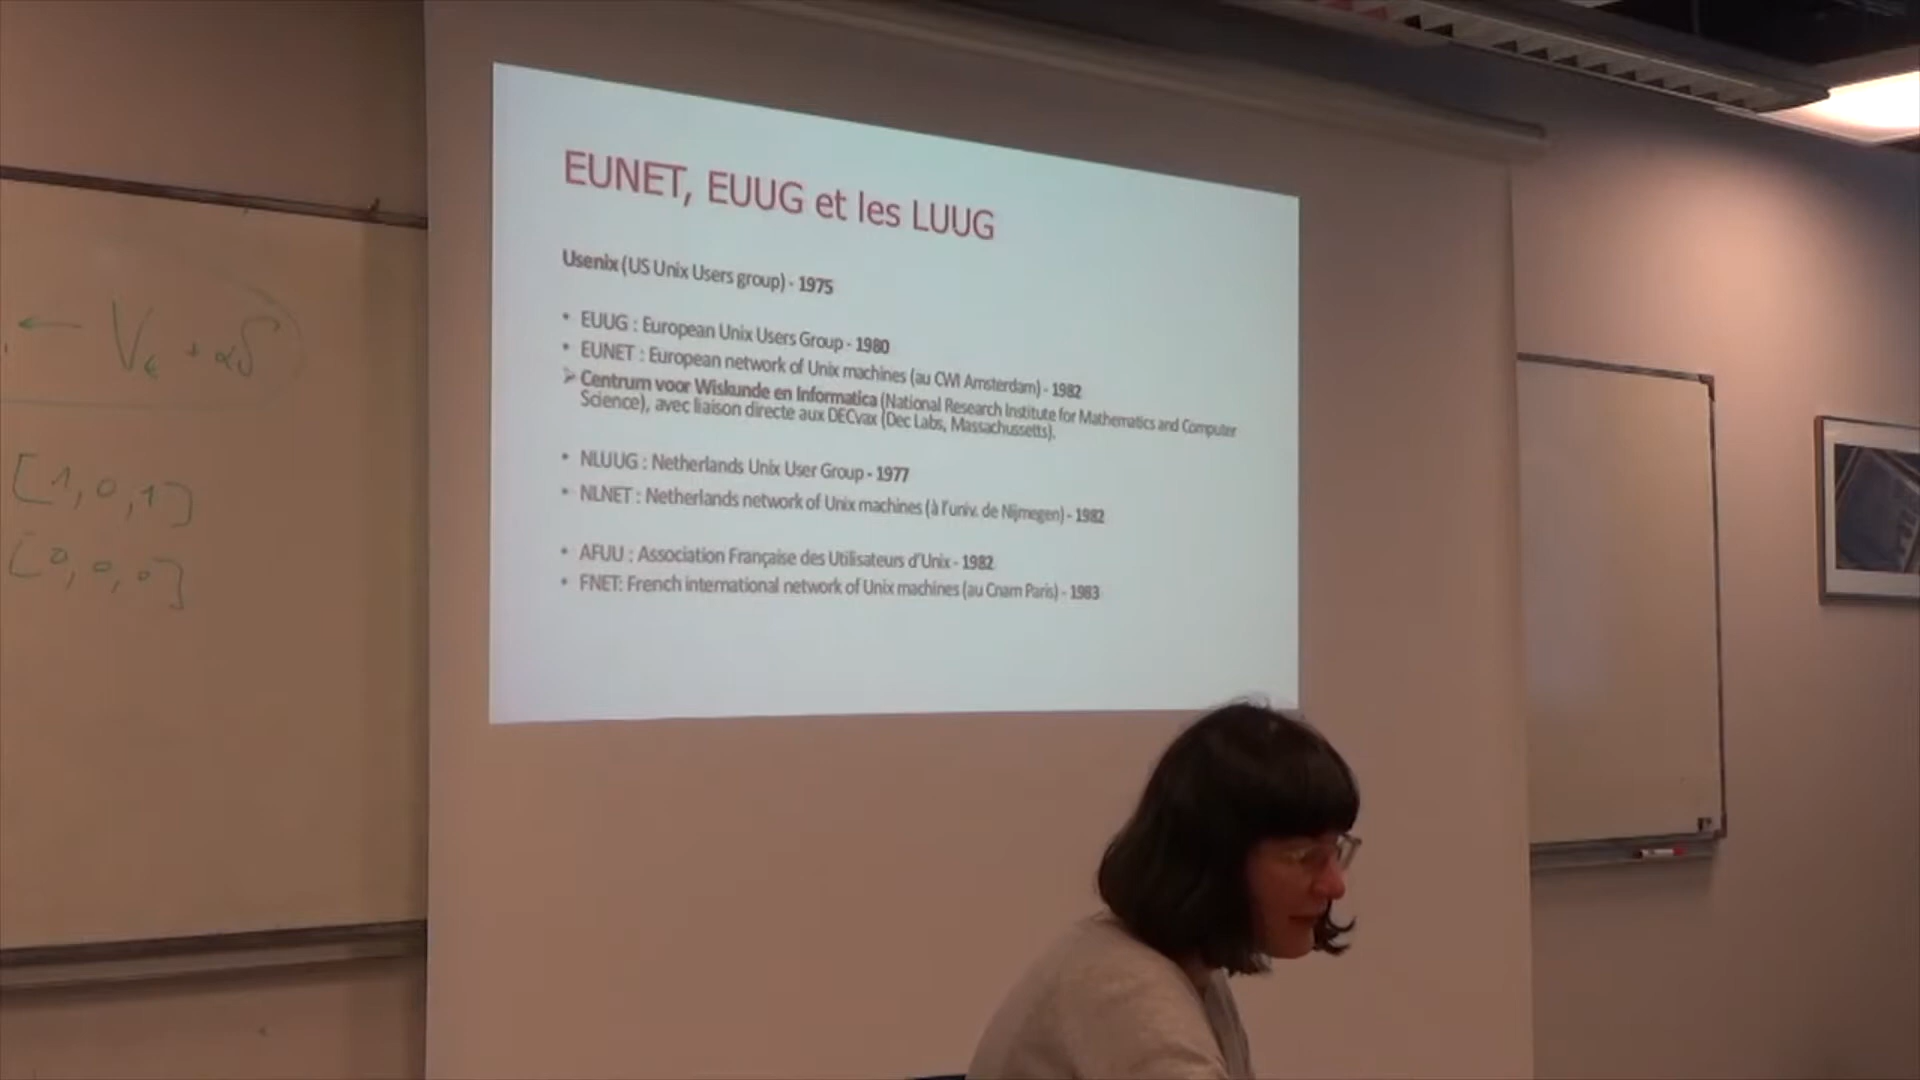 EUNET, EUUG et les LUUG
Usenix (US Unix Users group) - 1975
• EUUG : European Unix Users Group - 1980
• EUNET : European network of Unix machines (au CWI Amsterdam) - 1982
➢ Centrum voor Wiskunde en Informatica (National Research Institute for Mathematics and Computer
Science), avec liaison directe aux DECvax (Dec Labs, Massachussetts).
• NLUUG : Netherlands Unix User Group - 1977
• NLNET : Netherlands network of Unix machines (à l'univ. de Nijmegen) - 1982
• AFUU : Association Française des Utilisateurs d'Unix - 1982
• FNET: French international network of Unix machines (au Cnam Paris) - 1983
[1, 0, 1]
[0, 0, 0]